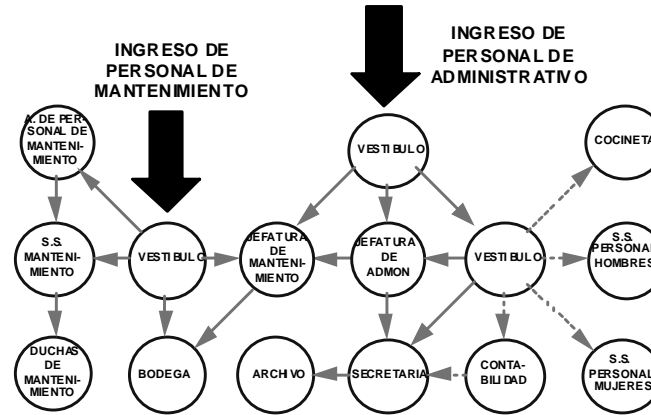 INGRESO DE
PERSONAL DE
MANTENIMIENTO
INGRESO DE
PERSONAL DE
ADMINISTRATIVO
A. DE PER-
SONAL DE
MANTENI-
MIENTO
VESTIBULO
COCINETA
S.S.
MANTENI-
MIENTO
VESTIBULO
JEFATURA
DE
MANTENI-
MIENTO
JEFATURA
DE
ADMON
VESTIBULO
S.S.
PERSONAL
HOMBRES
DUCHAS
DE
MANTENI-
MIENTO
BODEGA
ARCHIVO
SECRETARIA
CONTA-
BILIDAD
S.S.
PERSONAL
MUJERES